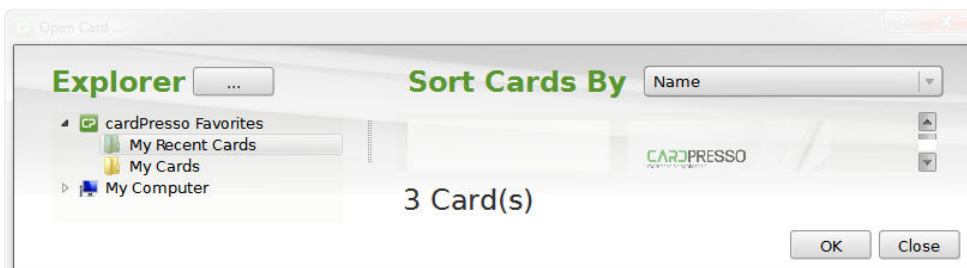 Open Card ...
Explorer ...
Sort Cards By Name
cardPresso Favorites
My Recent Cards
My Cards
My Computer
CARDPRESSO
3 Card(s)
OK Close